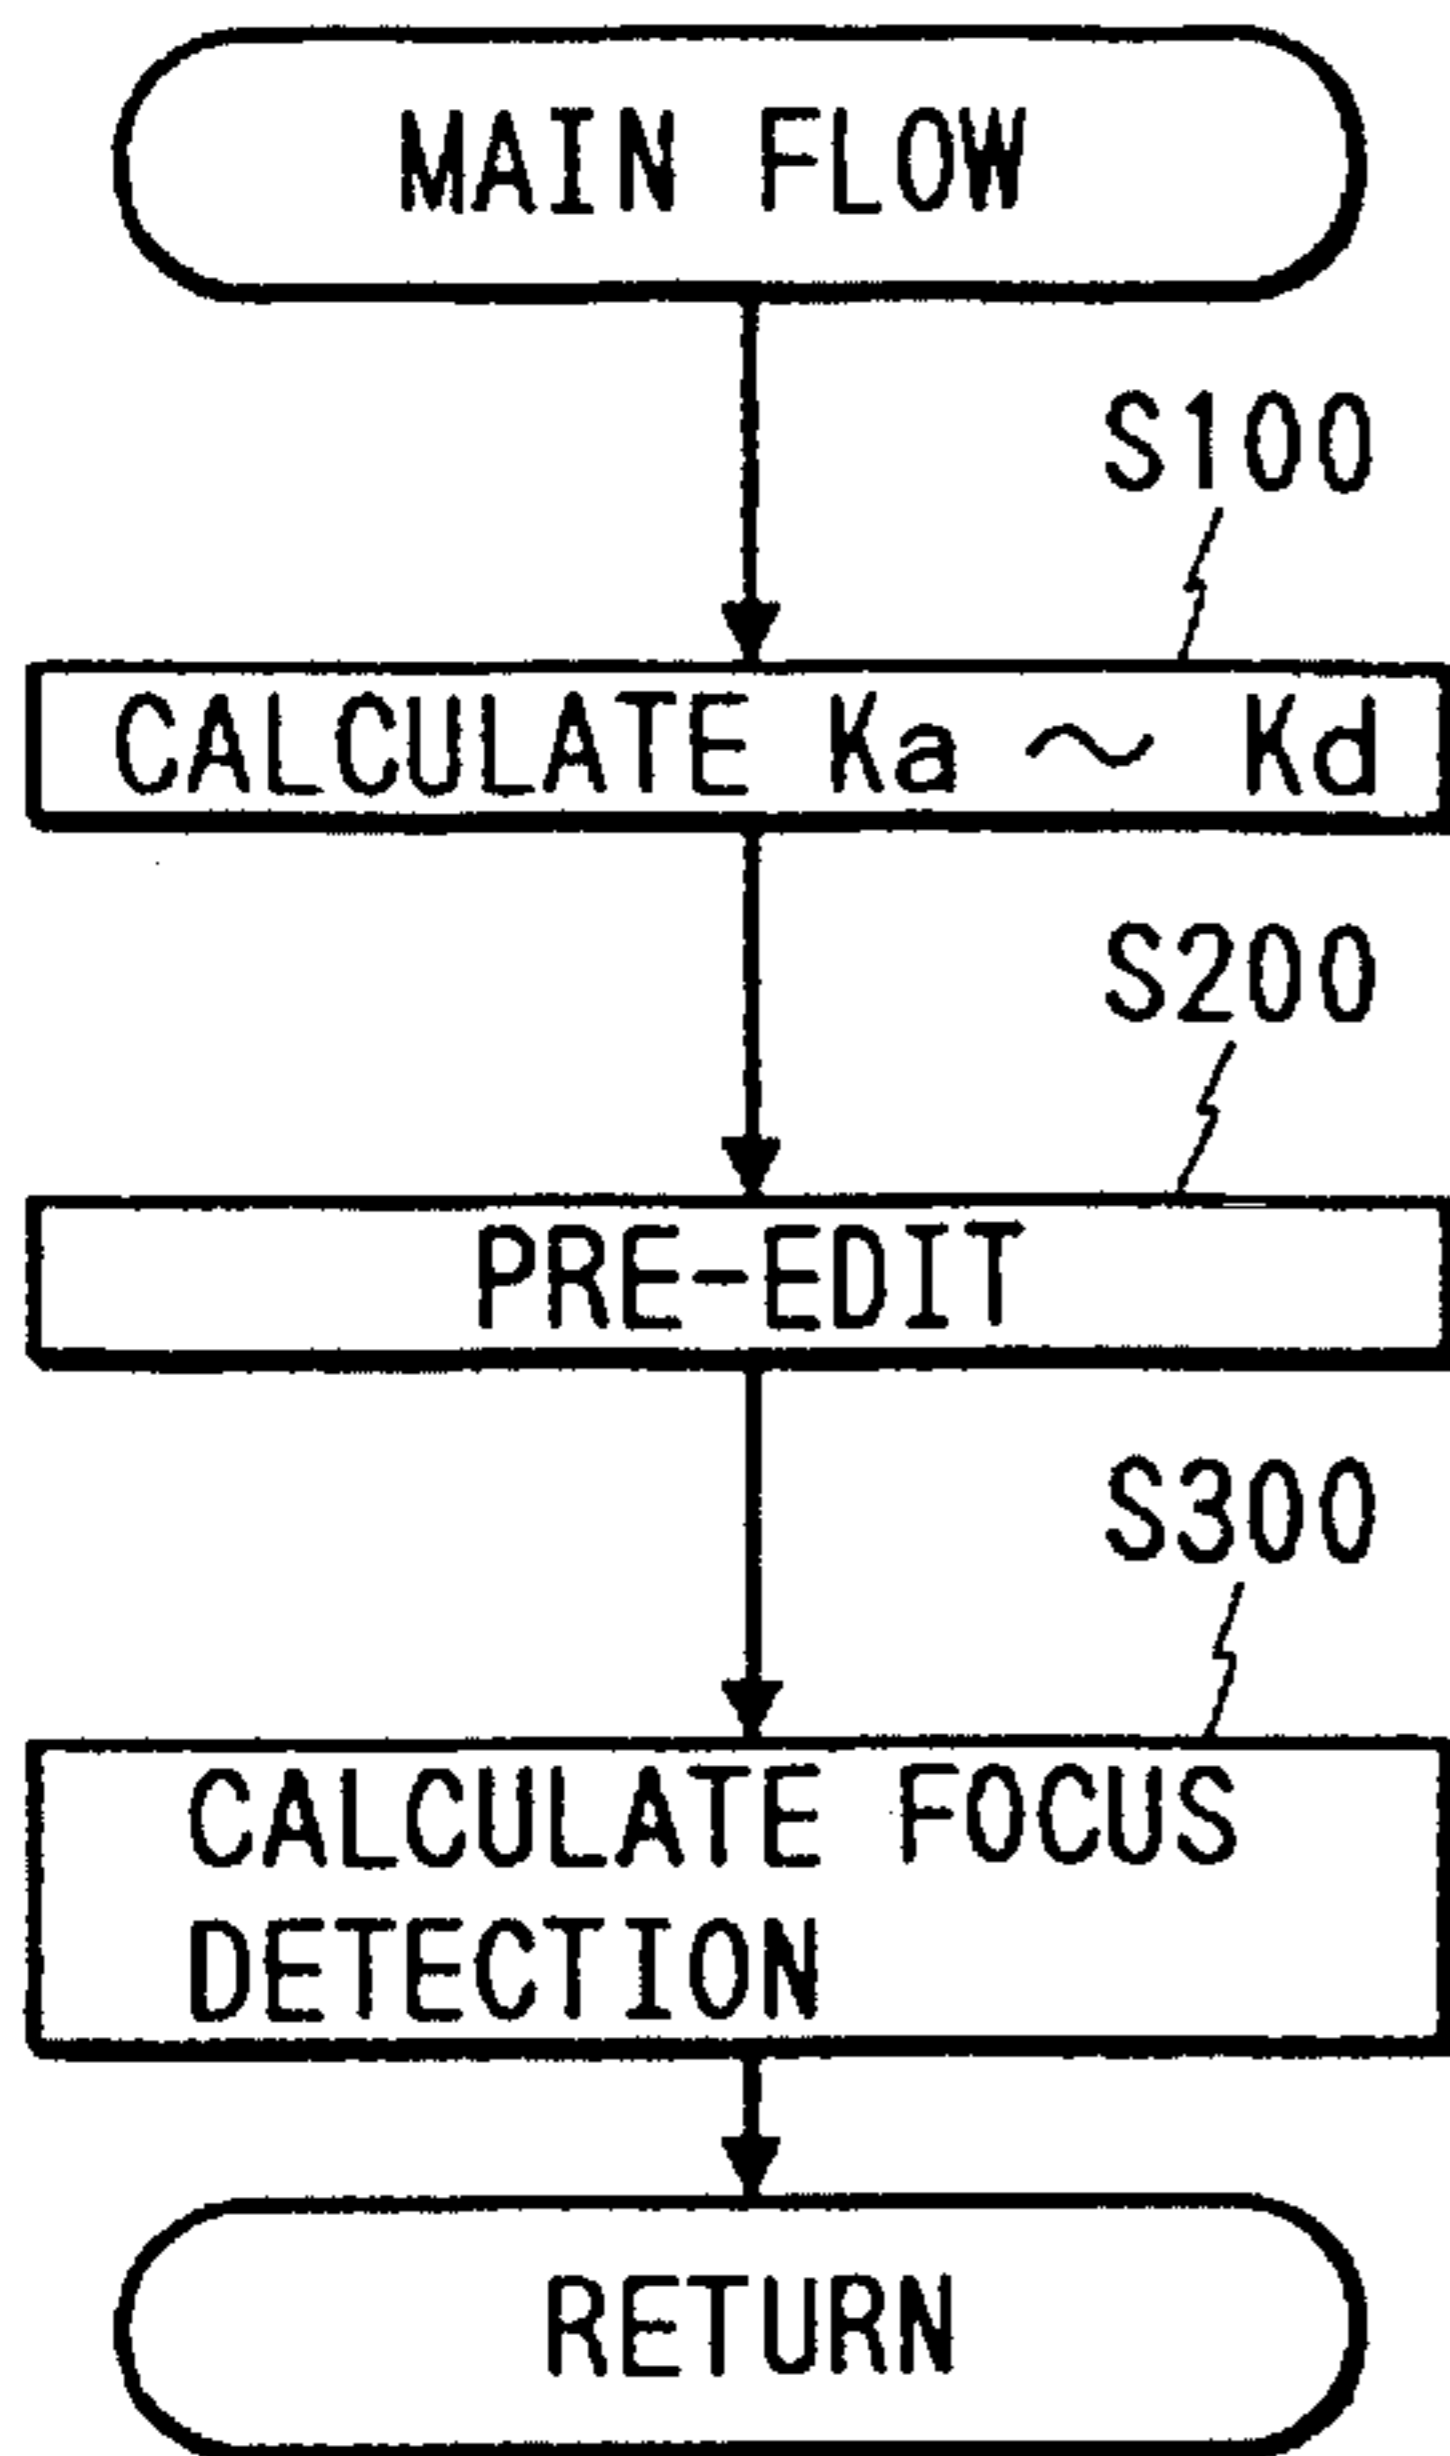 MAIN FLOW
S100
CALCULATE Ka ~ Kd
S200
PRE-EDIT
S300
CALCULATE FOCUS
DETECTION
RETURN